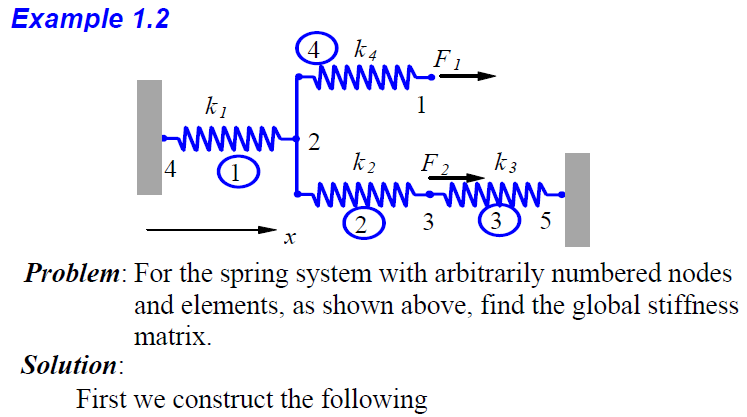 Example 1.2
4 k4 F1
k1 1
2
4 1 k2 F2 k3
2 3 3 5
x
Problem: For the spring system with arbitrarily numbered nodes
and elements, as shown above, find the global stiffness
matrix.
Solution:
First we construct the following